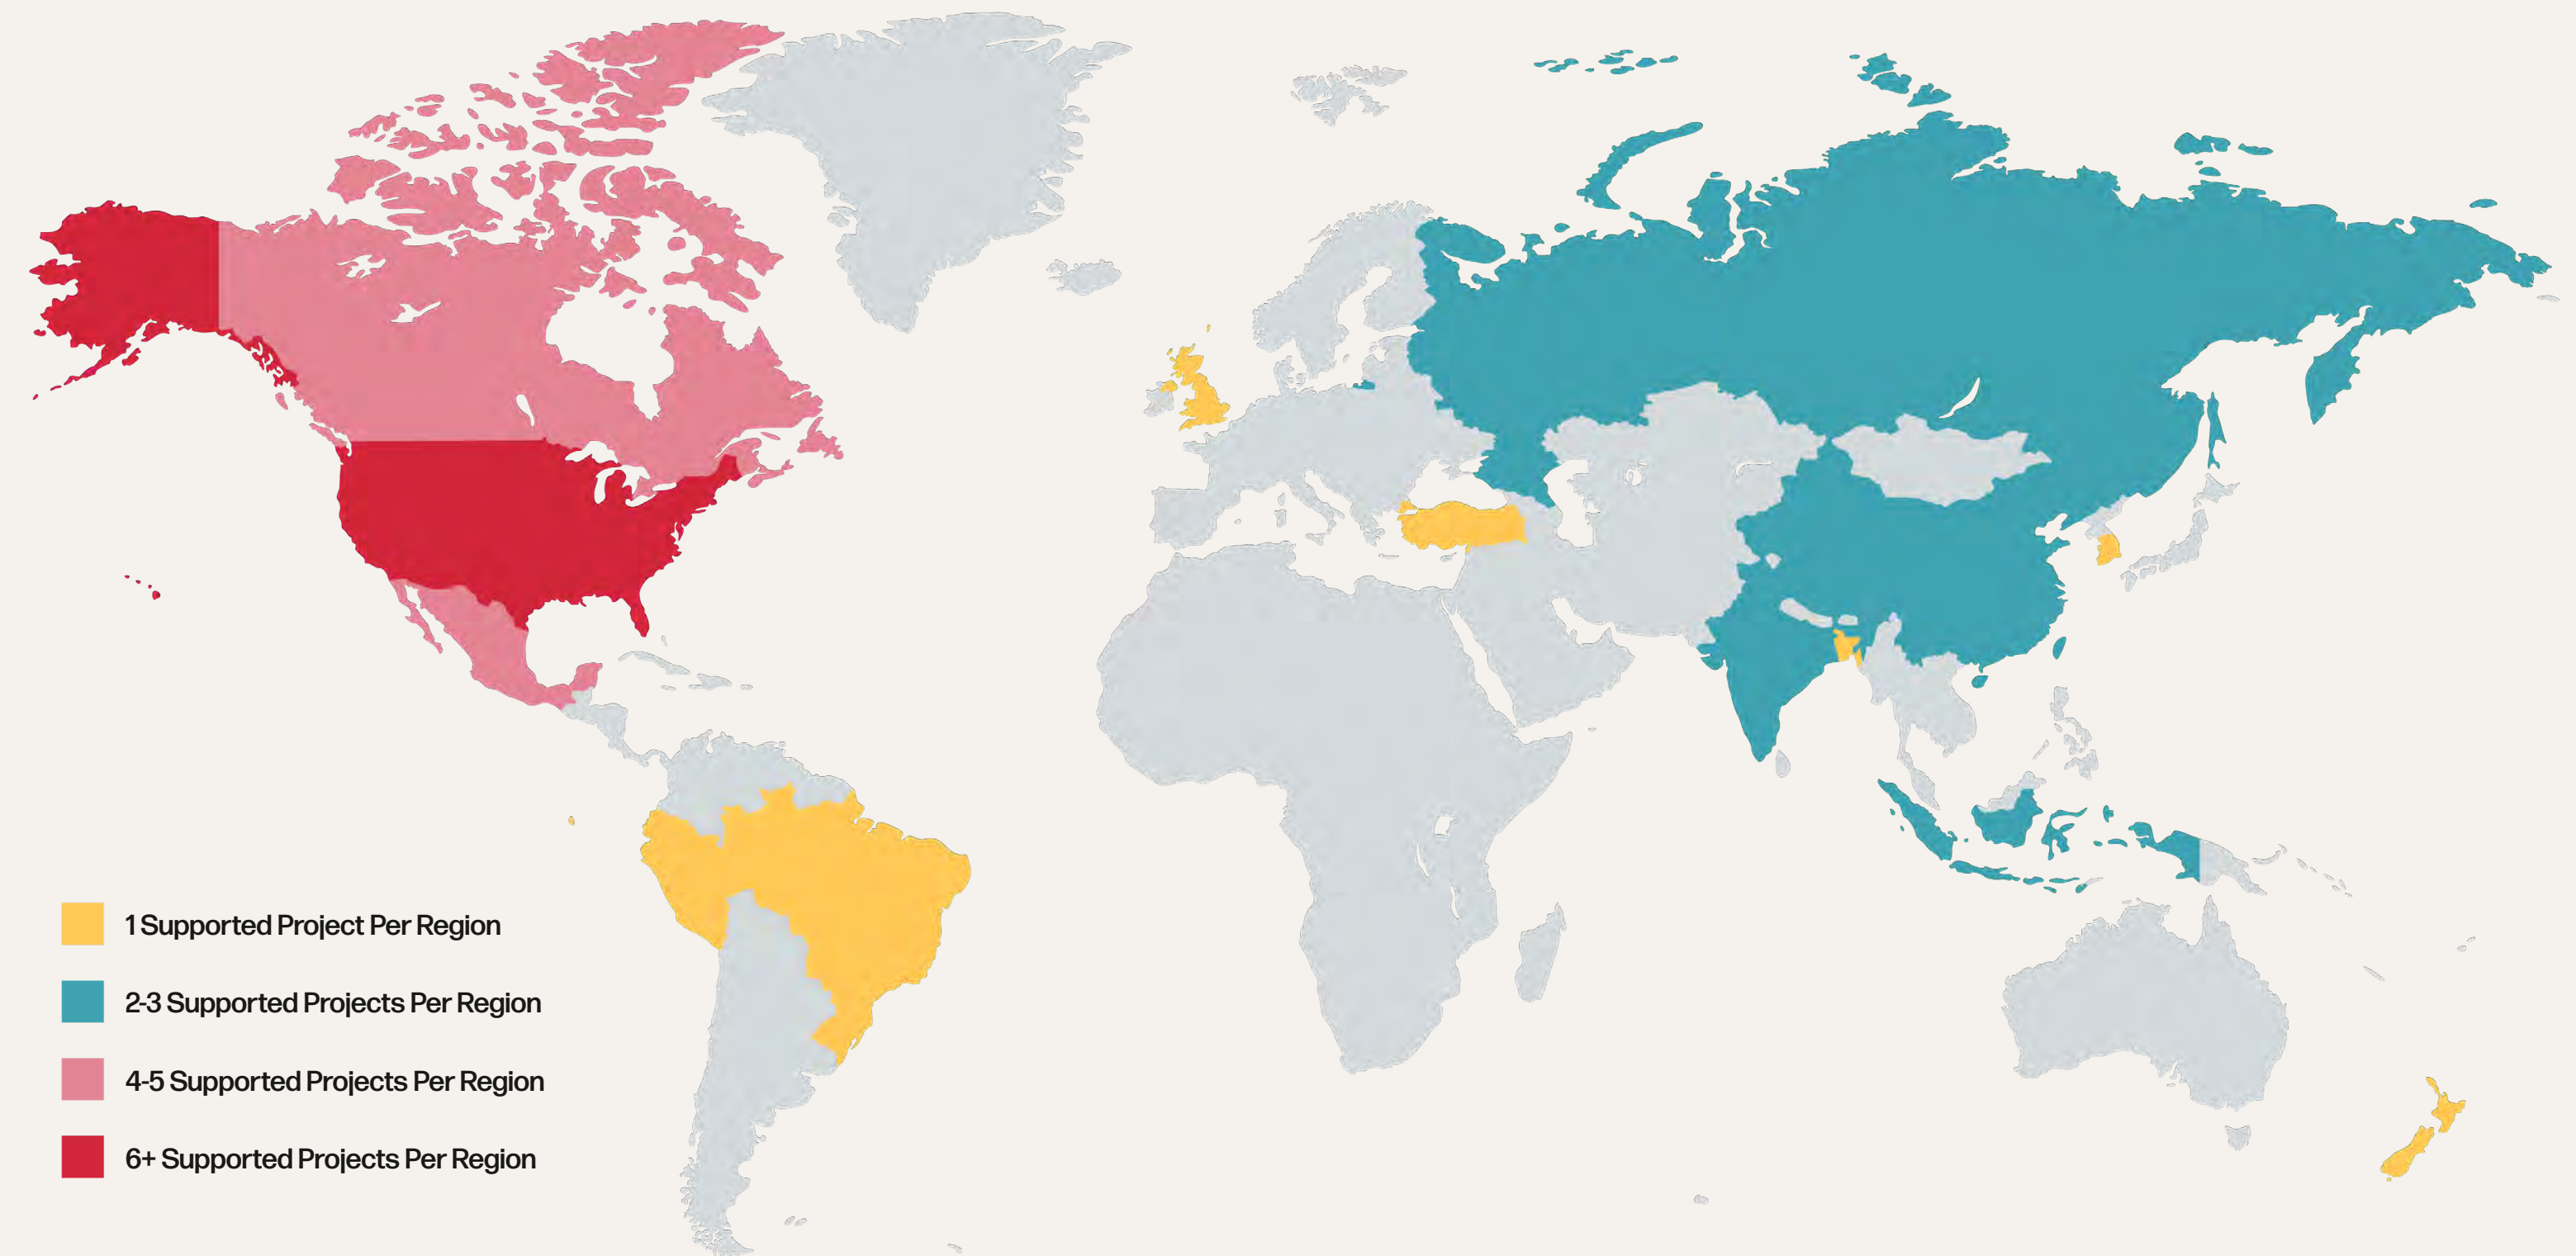 1 Supported Project Per Region
2-3 Supported Projects Per Region
4-5 Supported Projects Per Region
6+ Supported Projects Per Region